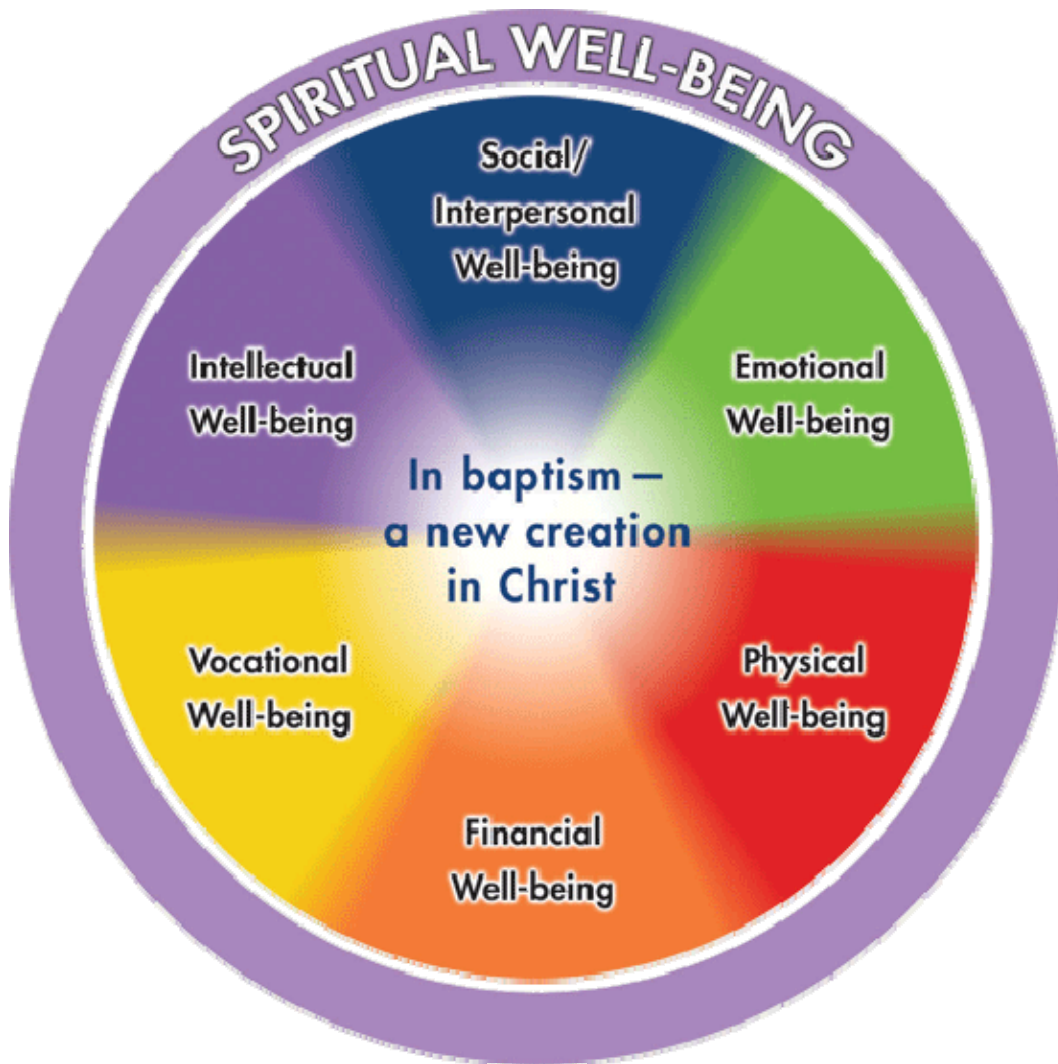 SPIRITUAL WELL-BEING
Social/
Interpersonal
Well-being
Intellectual
Well-being
Emotional
Well-being
In baptism –
a new creation
in Christ
Vocational
Well-being
Physical
Well-being
Financial
Well-being